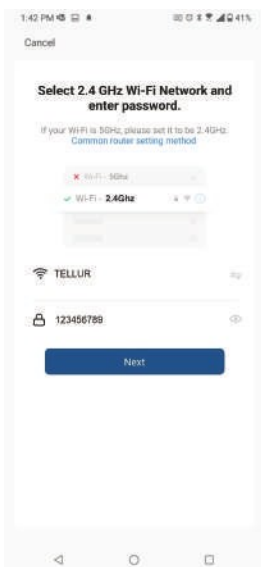 1:42 PM
41%
Cancel
Select 2.4 GHz Wi-Fi Network and
enter password.
If your Wi-Fi is 5GHz, please set it to be 2.4GHz.
Common router setting method
Wi-Fi - 5Ghz
Wi-Fi - 2.4Ghz
TELLUR
123456789
Next